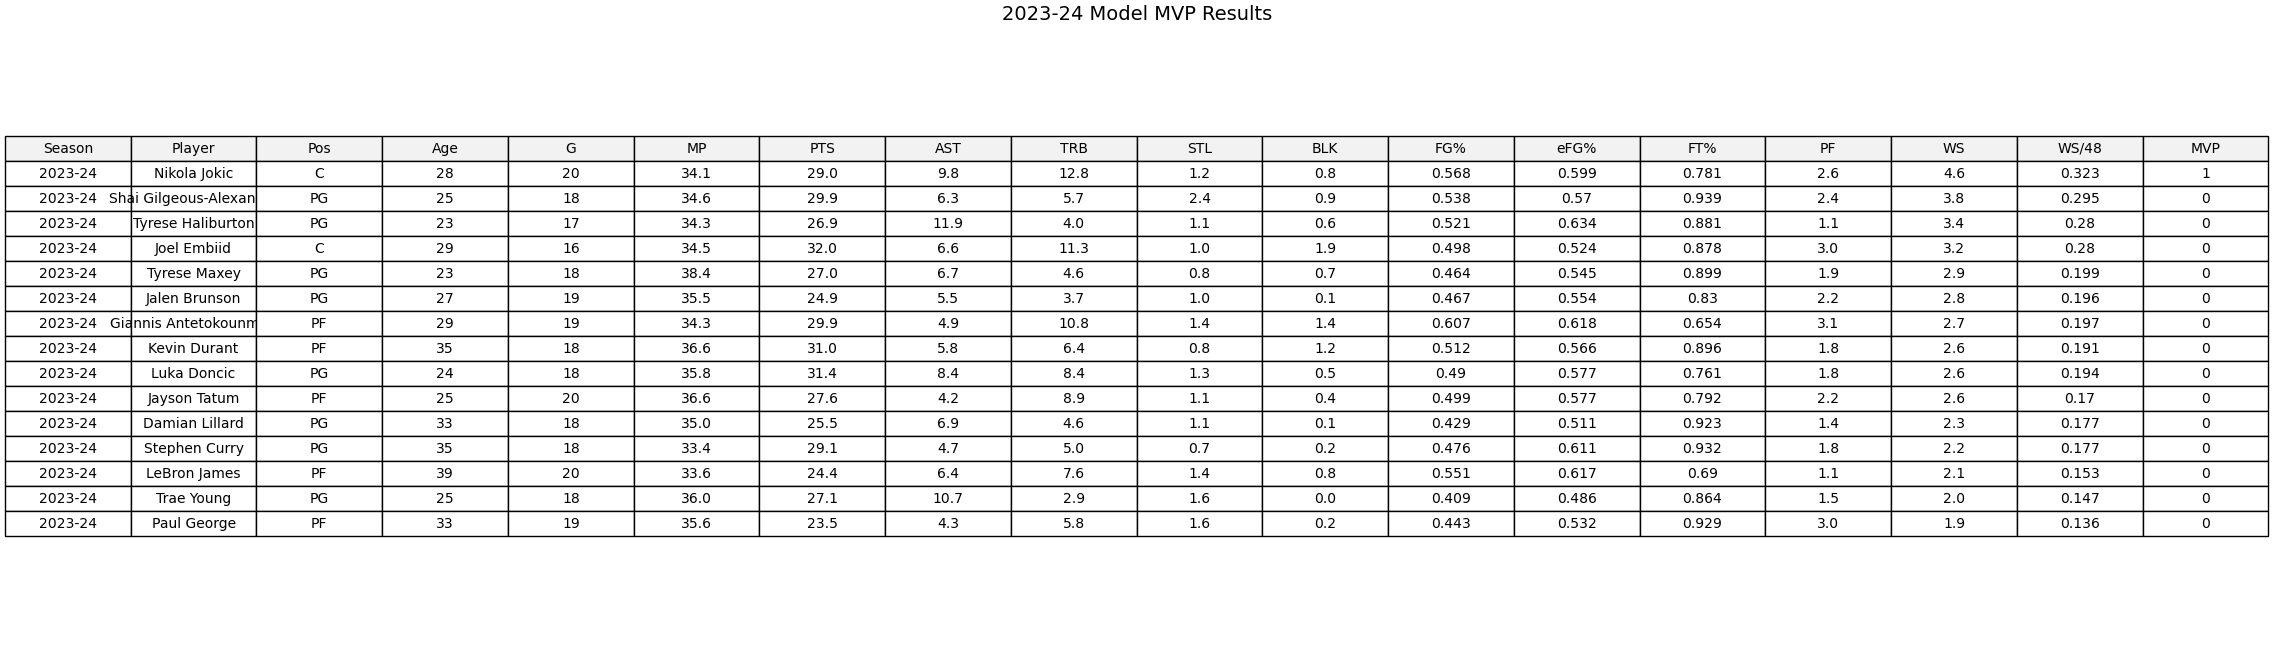 2023-24 Model MVP Results
Season Player Pos Age G MP PTS AST TRB STL BLK FG% eFG% FT% PF WS WS/48 MVP
2023-24 Nikola Jokic C 28 20 34.1 29.0 9.8 12.8 1.2 0.8 0.568 0.599 0.781 2.6 4.6 0.323 1
2023-24 Shai Gilgeous-Alexan PG 25 18 34.6 29.9 6.3 5.7 2.4 0.9 0.538 0.57 0.939 2.4 3.8 0.295 0
2023-24 Tyrese Haliburton PG 23 17 34.3 26.9 11.9 4.0 1.1 0.6 0.521 0.634 0.881 1.1 3.4 0.28 0
2023-24 Joel Embiid C 29 16 34.5 32.0 6.6 11.3 1.0 1.9 0.498 0.524 0.878 3.0 3.2 0.28 0
2023-24 Tyrese Maxey PG 23 18 38.4 27.0 6.7 4.6 0.8 0.7 0.464 0.545 0.899 1.9 2.9 0.199 0
2023-24 Jalen Brunson PG 27 19 35.5 24.9 5.5 3.7 1.0 0.1 0.467 0.554 0.83 2.2 2.8 0.196 0
2023-24 Giannis Antetokounm PF 29 19 34.3 29.9 4.9 10.8 1.4 1.4 0.607 0.618 0.654 3.1 2.7 0.197 0
2023-24 Kevin Durant PF 35 18 36.6 31.0 5.8 6.4 0.8 1.2 0.512 0.566 0.896 1.8 2.6 0.191 0
2023-24 Luka Doncic PG 24 18 35.8 31.4 8.4 8.4 1.3 0.5 0.49 0.577 0.761 1.8 2.6 0.194 0
2023-24 Jayson Tatum PF 25 20 36.6 27.6 4.2 8.9 1.1 0.4 0.499 0.577 0.792 2.2 2.6 0.17 0
2023-24 Damian Lillard PG 33 18 35.0 25.5 6.9 4.6 1.1 0.1 0.429 0.511 0.923 1.4 2.3 0.177 0
2023-24 Stephen Curry PG 35 18 33.4 29.1 4.7 5.0 0.7 0.2 0.476 0.611 0.932 1.8 2.2 0.177 0
2023-24 LeBron James PF 39 20 33.6 24.4 6.4 7.6 1.4 0.8 0.551 0.617 0.69 1.1 2.1 0.153 0
2023-24 Trae Young PG 25 18 36.0 27.1 10.7 2.9 1.6 0.0 0.409 0.486 0.864 1.5 2.0 0.147 0
2023-24 Paul George PF 33 19 35.6 23.5 4.3 5.8 1.6 0.2 0.443 0.532 0.929 3.0 1.9 0.136 0